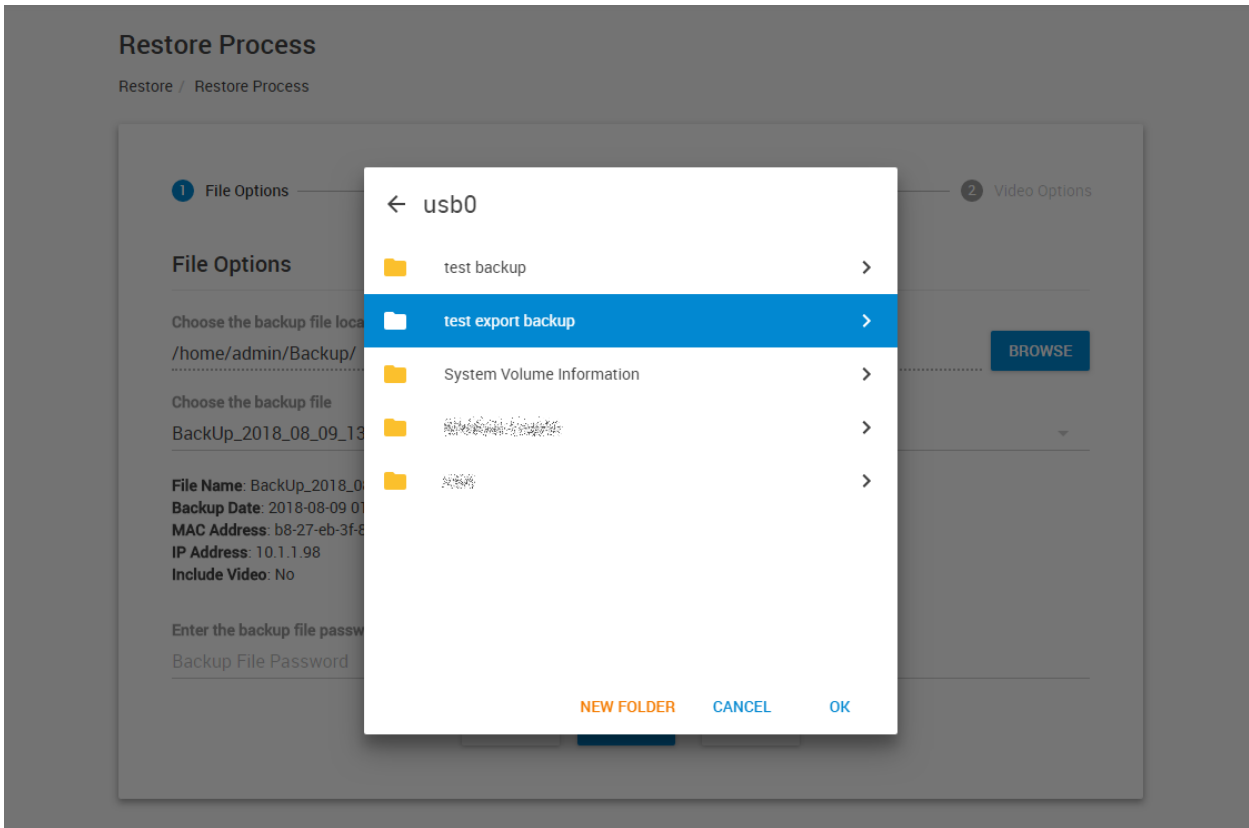 Restore Process
Restore / Restore Process
1 File Options
2 Video Options
← usb0
test backup
test export backup
System Volume Information
NEW FOLDER CANCEL OK
File Options
Choose the backup file loca
/home/admin/Backup/
BROWSE
Choose the backup file
BackUp_2018_08_09_13
File Name: BackUp_2018_0
Backup Date: 2018-08-09 01
MAC Address: b8-27-eb-3f-8
IP Address: 10.1.1.98
Include Video: No
Enter the backup file passw
Backup File Password